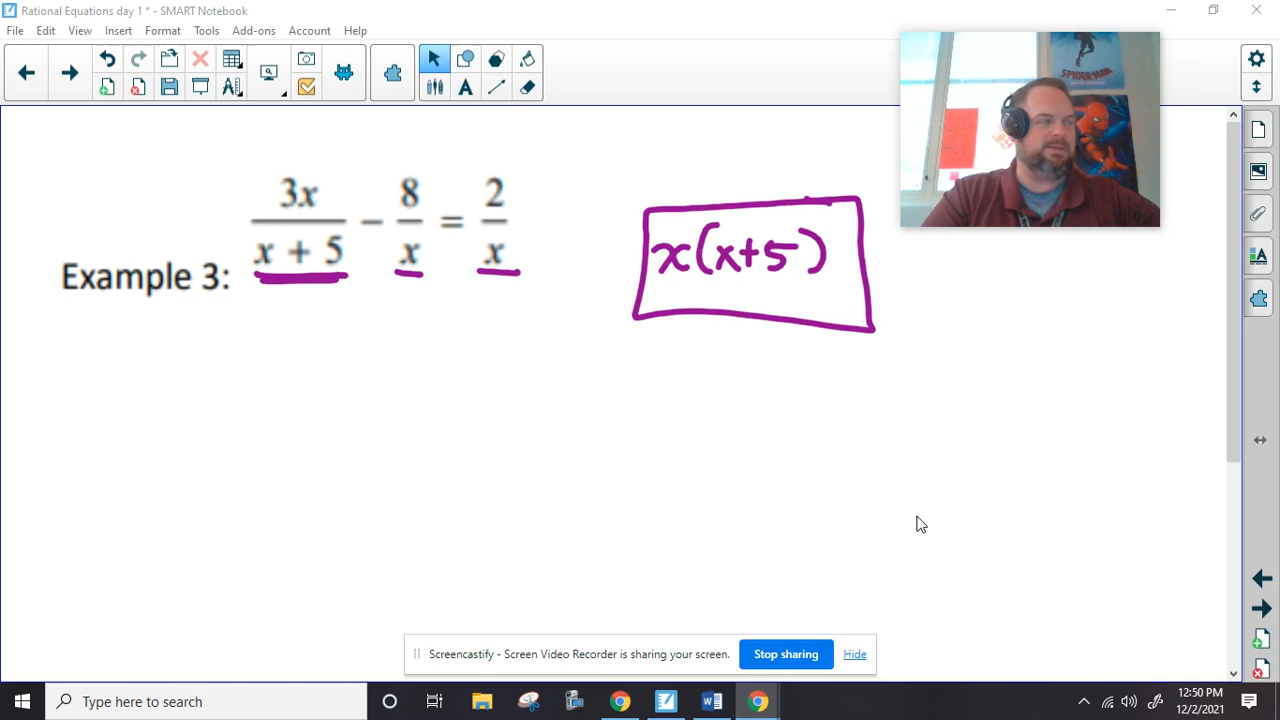 Rational Equations day 1 * - SMART Notebook
File Edit View Insert Format Tools Add-ons Account Help
SPIDER-MAN
3x / (x + 5) − 8 / x = 2 / x
x(x+5)
Example 3:
Screencastify - Screen Video Recorder is sharing your screen. Stop sharing Hide
Type here to search
12:50 PM
12/2/2021